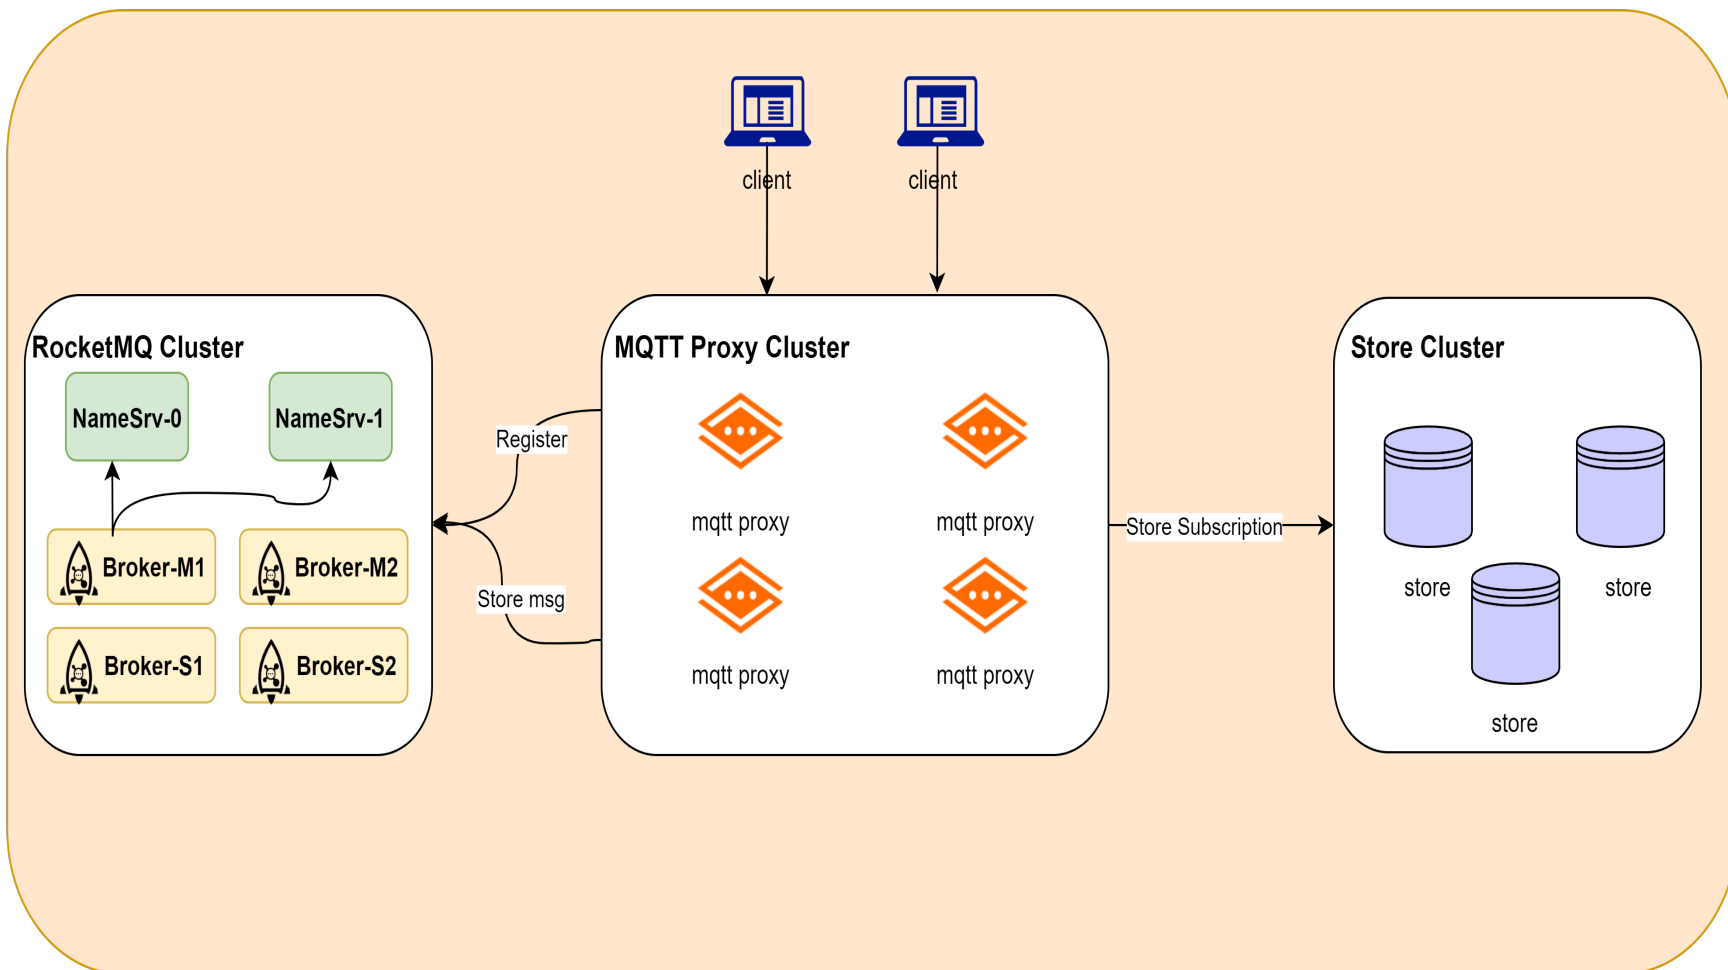 client
client
RocketMQ Cluster
NameSrv-0
NameSrv-1
Broker-M1
Broker-M2
Broker-S1
Broker-S2
Register
Store msg
MQTT Proxy Cluster
mqtt proxy
mqtt proxy
mqtt proxy
mqtt proxy
Store Subscription
Store Cluster
store
store
store